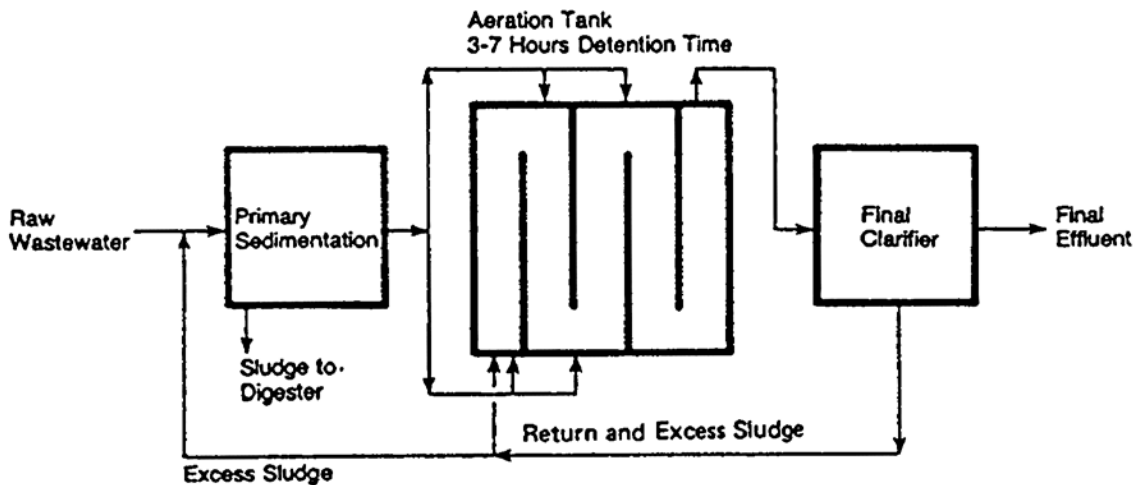 Aeration Tank
3-7 Hours Detention Time
Raw
Wastewater
Primary
Sedimentation
Final
Clarifier
Final
Effluent
Sludge to
Digester
Return and Excess Sludge
Excess Sludge